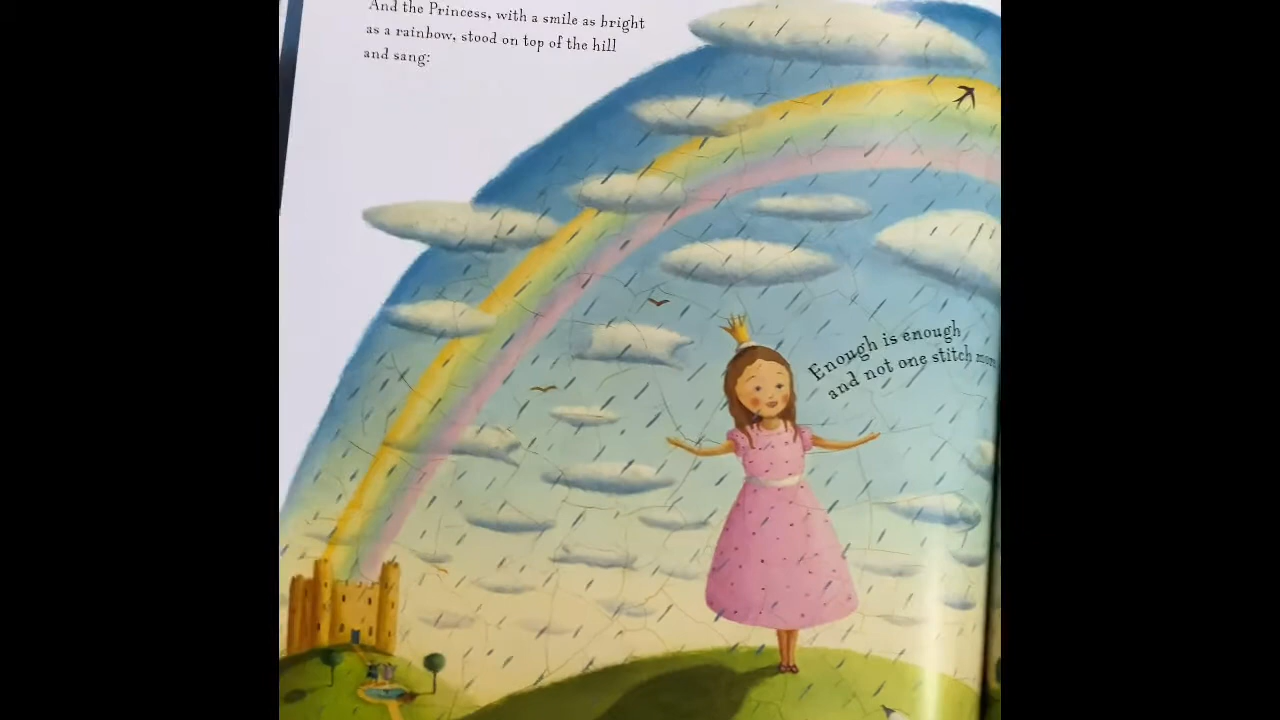 And the Princess, with a smile as bright
as a rainbow, stood on top of the hill
and sang:
Enough is enough
and not one stitch more